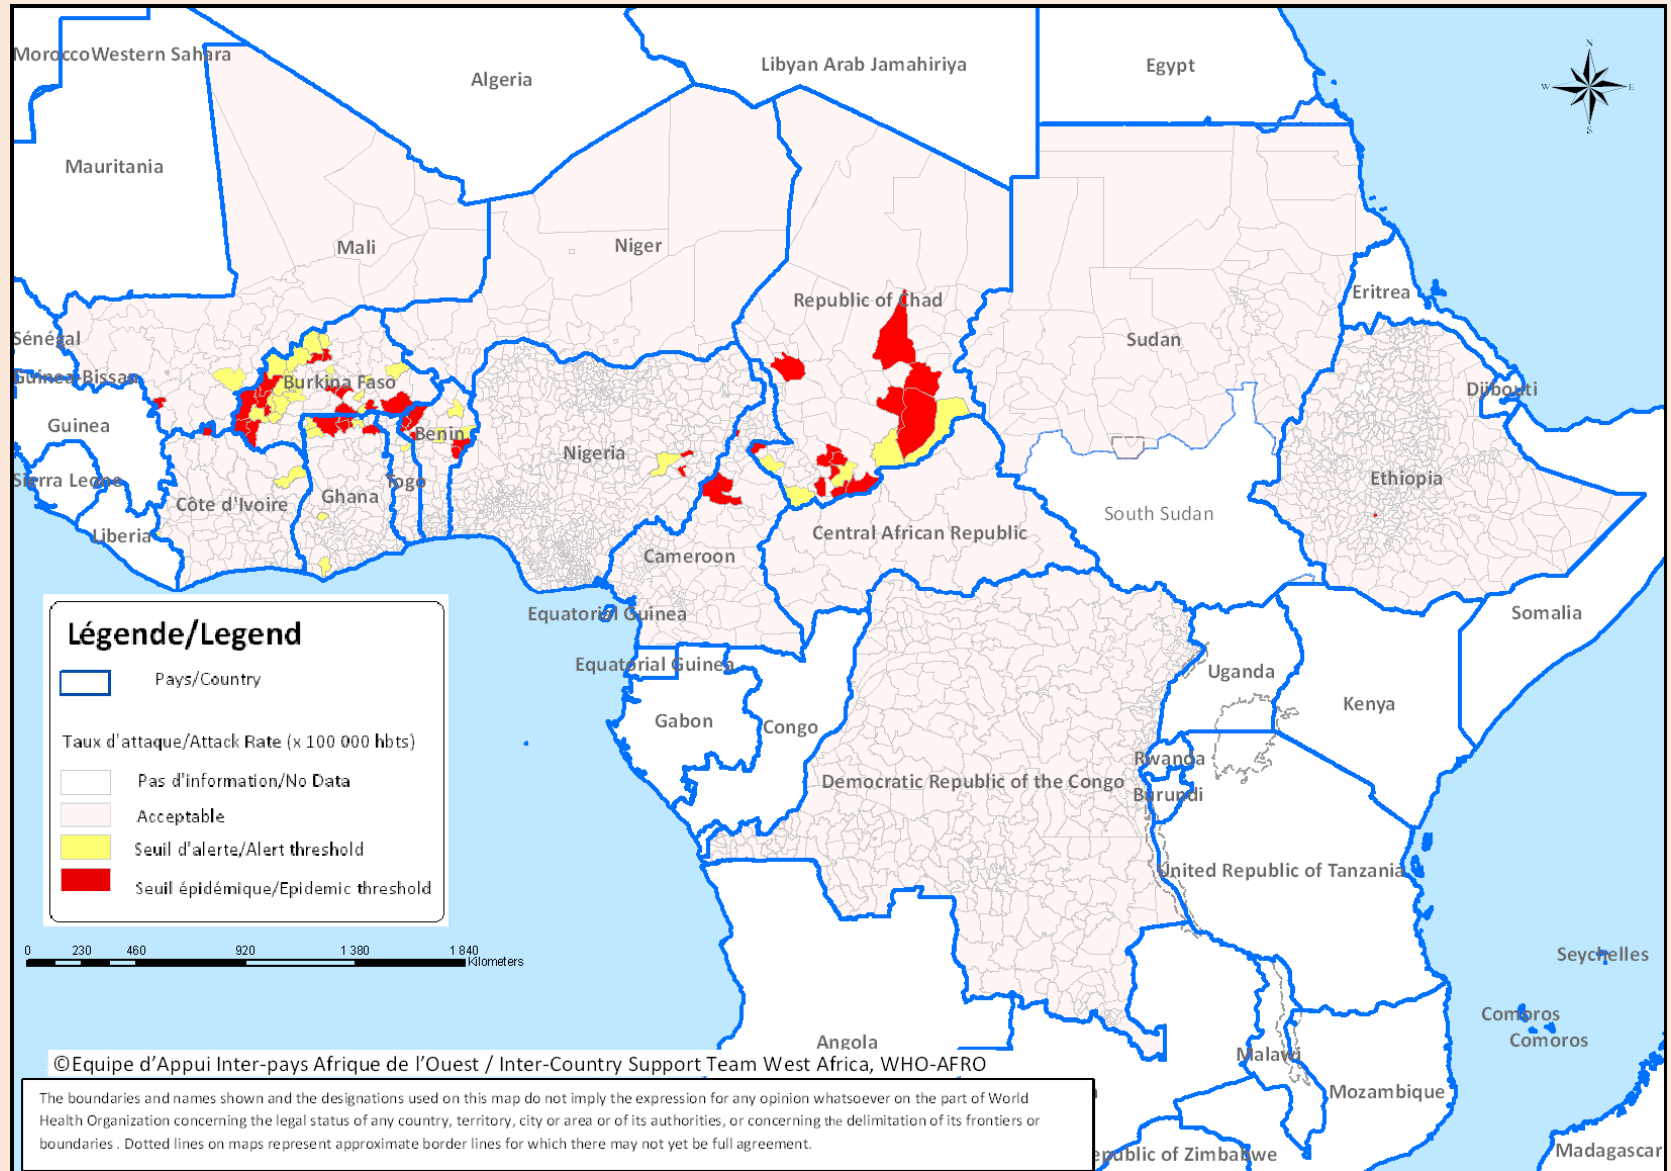 N
W
E
S
Morocco
Western Sahara
Algeria
Libyan Arab Jamahiriya
Egypt
Mauritania
Mali
Niger
Republic of Chad
Sudan
Eritrea
Sénégal
Guinea-Bissau
Burkina Faso
Djibouti
Guinea
Benin
Nigeria
Ethiopia
Sierra Leone
Côte d'Ivoire
Ghana
Togo
South Sudan
Liberia
Central African Republic
Cameroon
Equatorial Guinea
Somalia
Equatorial Guinea
Uganda
Gabon
Congo
Kenya
Rwanda
Democratic Republic of the Congo
Burundi
United Republic of Tanzania
Seychelles
Comoros
Comoros
Angola
Malawi
Mozambique
epublic of Zimbabwe
Madagascar
Légende/Legend
Pays/Country
Taux d'attaque/Attack Rate (x 100 000 hbts)
Pas d'information/No Data
Acceptable
Seuil d'alerte/Alert threshold
Seuil épidémique/Epidemic threshold
0 230 460 920 1 380 1 840
Kilometers
©Equipe d'Appui Inter-pays Afrique de l'Ouest / Inter-Country Support Team West Africa, WHO-AFRO
The boundaries and names shown and the designations used on this map do not imply the expression for any opinion whatsoever on the part of World
Health Organization concerning the legal status of any country, territory, city or area or of its authorities, or concerning the delimitation of its frontiers or
boundaries . Dotted lines on maps represent approximate border lines for which there may not yet be full agreement.